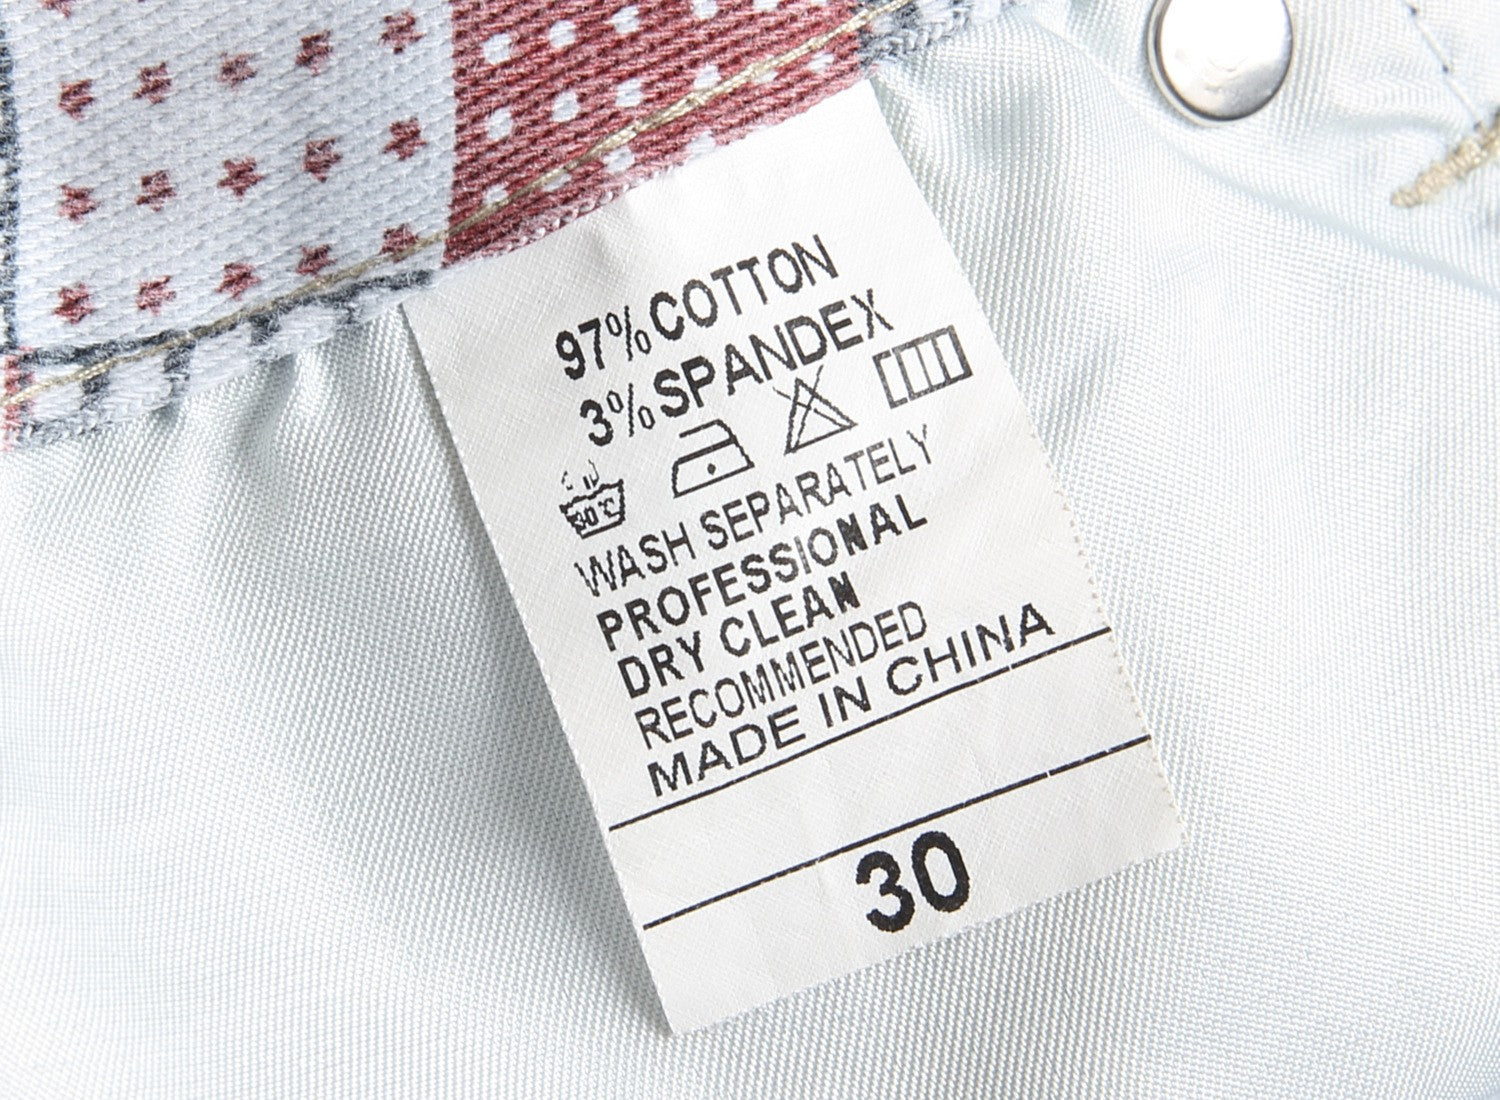 97% COTTON
3% SPANDEX
30℃
WASH SEPARATELY
PROFESSIONAL
DRY CLEAN
RECOMMENDED
MADE IN CHINA
30